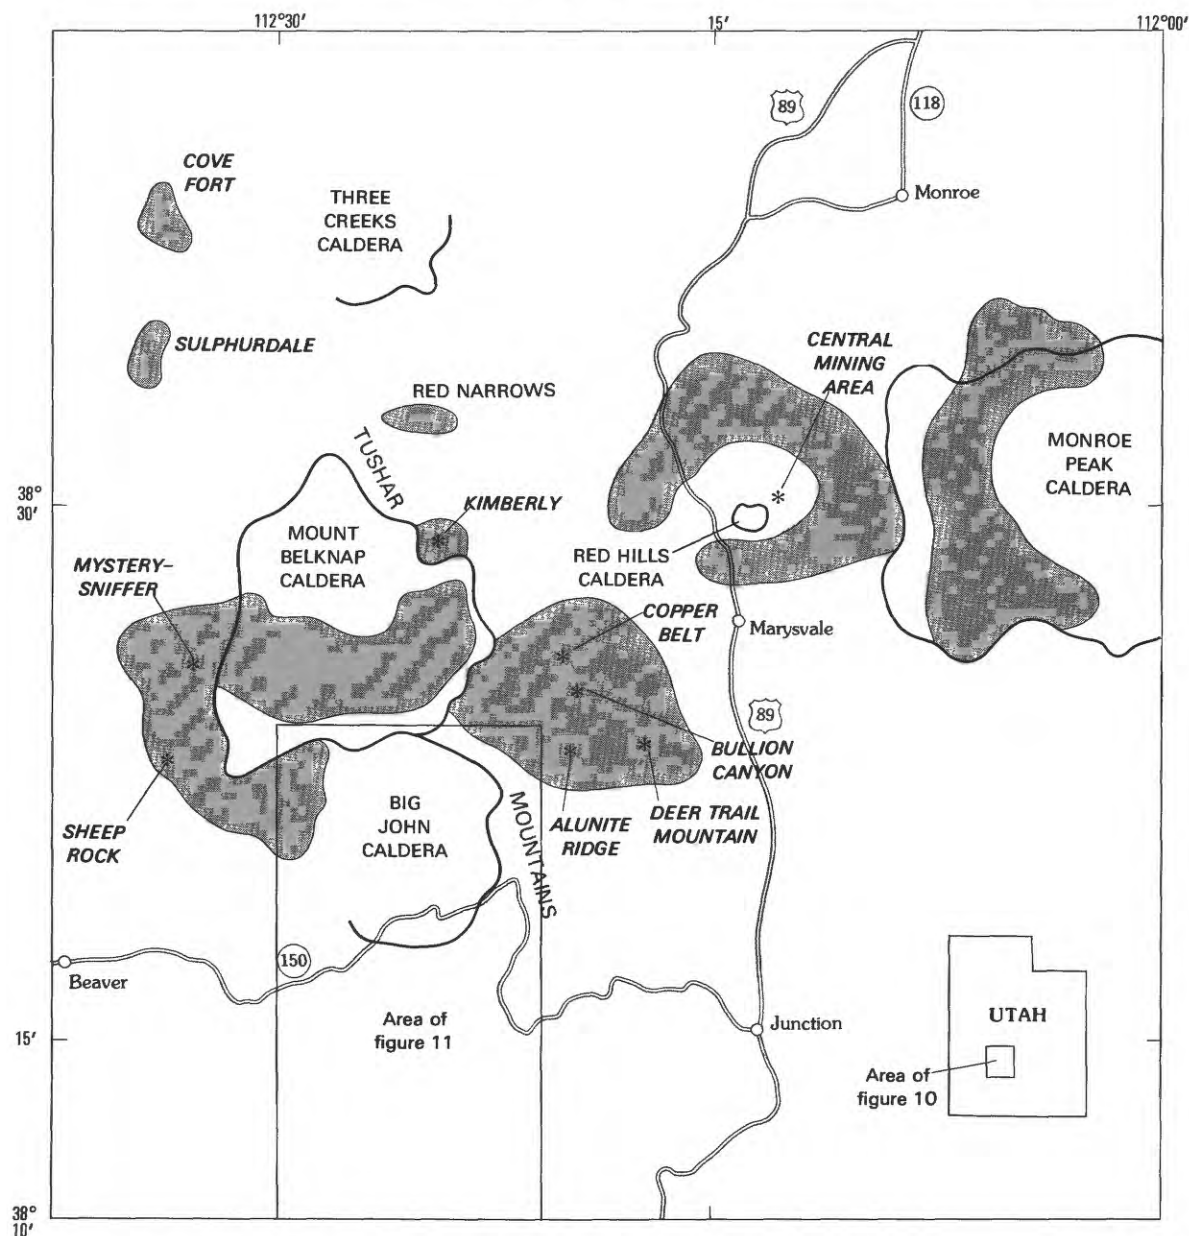 112°30'
15'
112°00'
89
118
COVE
FORT
THREE
CREEKS
CALDERA
Monroe
SULPHURDALE
CENTRAL
MINING
AREA
RED NARROWS
TUSHAR
MONROE
PEAK
CALDERA
38°
30'
KIMBERLY
MOUNT
BELKNAP
CALDERA
RED HILLS
CALDERA
MYSTERY–
SNIFFER
COPPER
BELT
Marysvale
89
BULLION
CANYON
MOUNTAINS
BIG
JOHN
CALDERA
ALUNITE
RIDGE
DEER TRAIL
MOUNTAIN
SHEEP
ROCK
150
Beaver
Area of
figure 11
Junction
UTAH
Area of
figure 10
15'
38°
10'